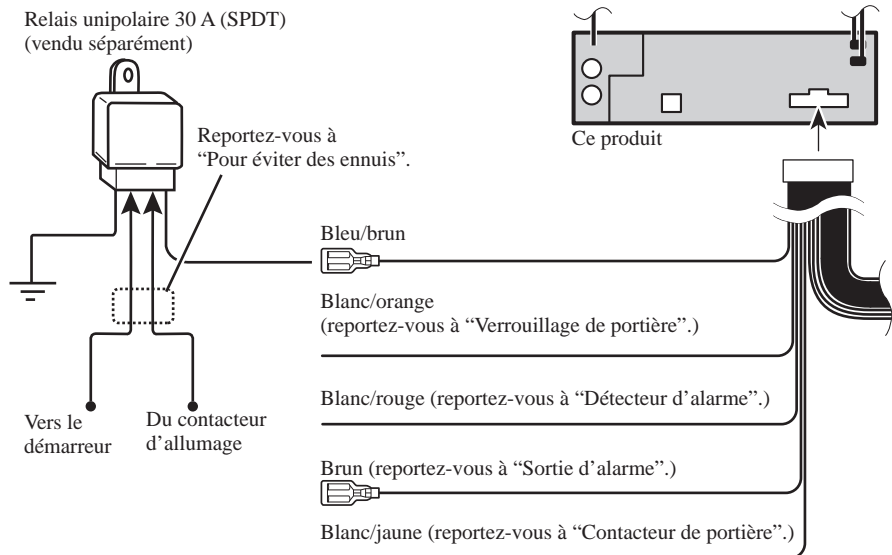 Relais unipolaire 30 A (SPDT)
(vendu séparément)
Reportez-vous à
“Pour éviter des ennuis”.
Ce produit
Bleu/brun
Blanc/orange
(reportez-vous à “Verrouillage de portière”.)
Blanc/rouge (reportez-vous à “Détecteur d’alarme”.)
Vers le
démarreur
Du contacteur
d’allumage
Brun (reportez-vous à “Sortie d’alarme”.)
Blanc/jaune (reportez-vous à “Contacteur de portière”.)